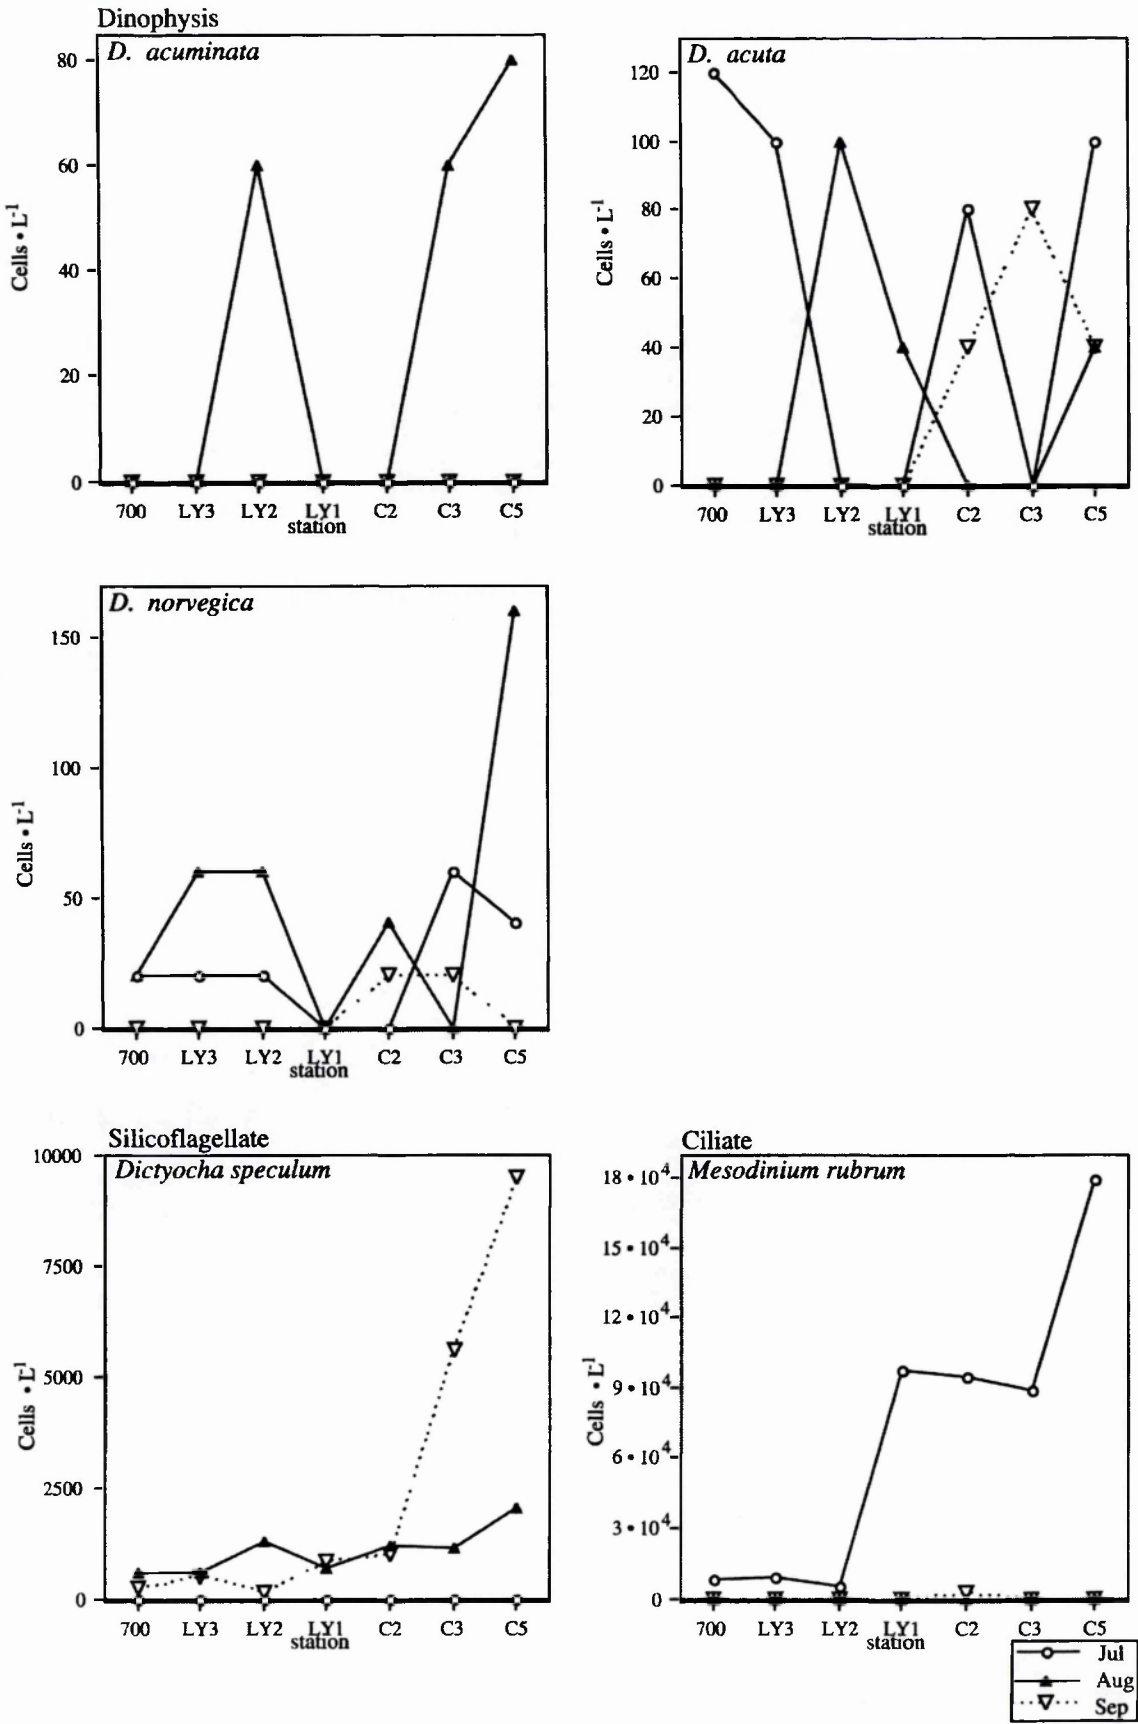 Dinophysis
D. acuminata
80
60
40
20
0
Cells • L-1
700 LY3 LY2 LY1 C2 C3 C5
station
D. acuta
120
100
80
60
40
20
0
Cells • L-1
700 LY3 LY2 LY1 C2 C3 C5
station
D. norvegica
150
100
50
0
Cells • L-1
700 LY3 LY2 LY1 C2 C3 C5
station
Silicoflagellate
Dictyocha speculum
10000
7500
5000
2500
0
Cells • L-1
700 LY3 LY2 LY1 C2 C3 C5
station
Ciliate
Mesodinium rubrum
18 • 10^4
15 • 10^4
12 • 10^4
9 • 10^4
6 • 10^4
3 • 10^4
0
Cells • L-1
700 LY3 LY2 LY1 C2 C3 C5
station
Jul
Aug
Sep